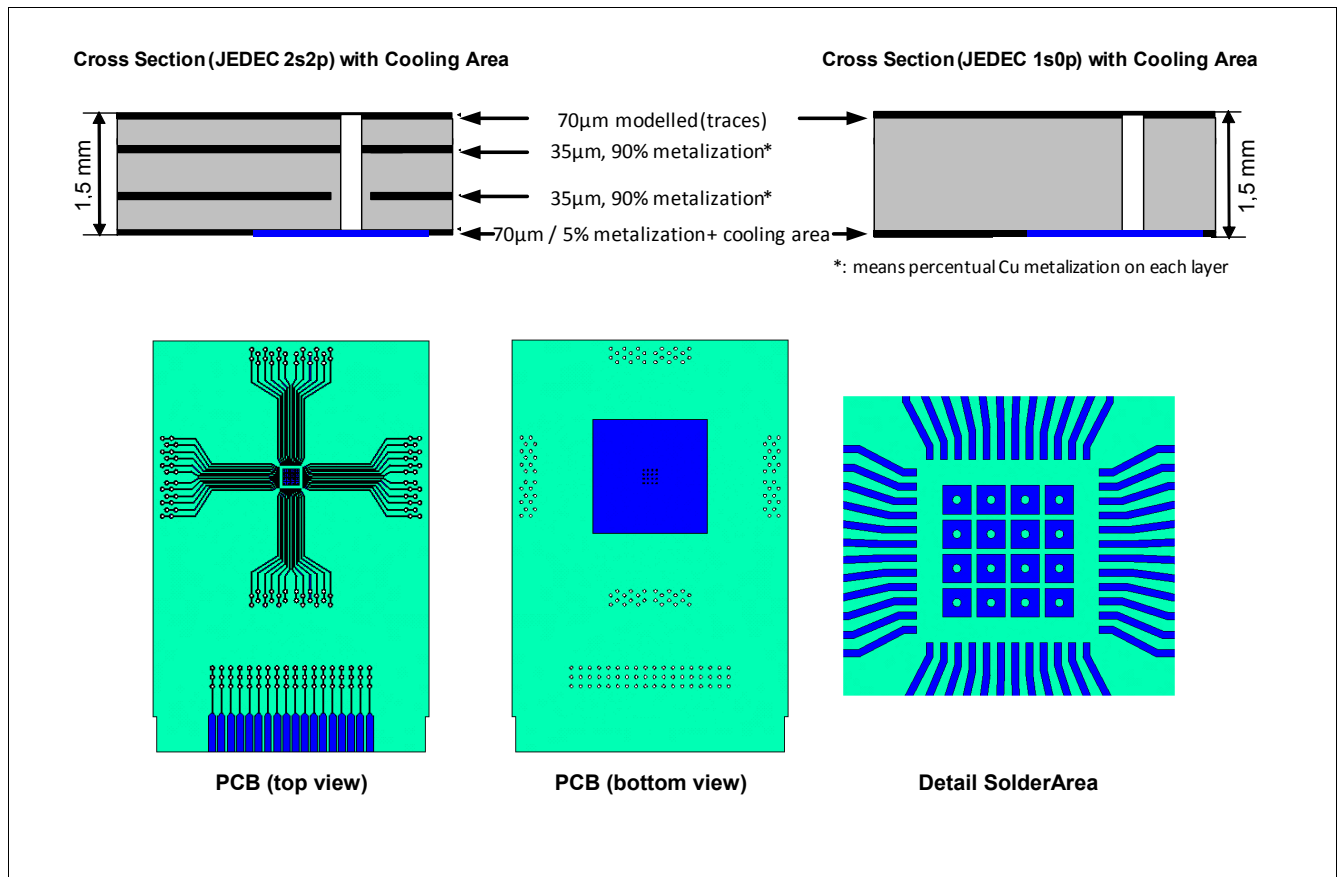 Cross Section (JEDEC 2s2p) with Cooling Area
Cross Section (JEDEC 1s0p) with Cooling Area
1,5 mm
70µm modelled (traces)
35µm, 90% metalization*
35µm, 90% metalization*
70µm / 5% metalization + cooling area
1,5 mm
*: means percentual Cu metalization on each layer
PCB (top view)
PCB (bottom view)
Detail SolderArea